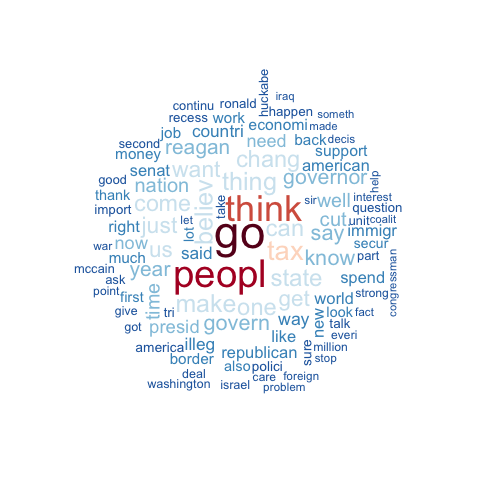 huckabe
iraq
continu ronald happen someth
recess work economi made
job countri need back decis
second reagan support
money chang american
senat want thing governor help
good nation interest
thank come believ take think sir well question
import let cut unit coalit
right just lot go can say immigr
war now us said tax know secur
much part
mccain year peopl state spend congressman
ask
point first time make one get world strong
give tri way new look fact
got presid govern talk
america illeg like everi
border republican sure million
also polici stop
deal care foreign
washington israel problem